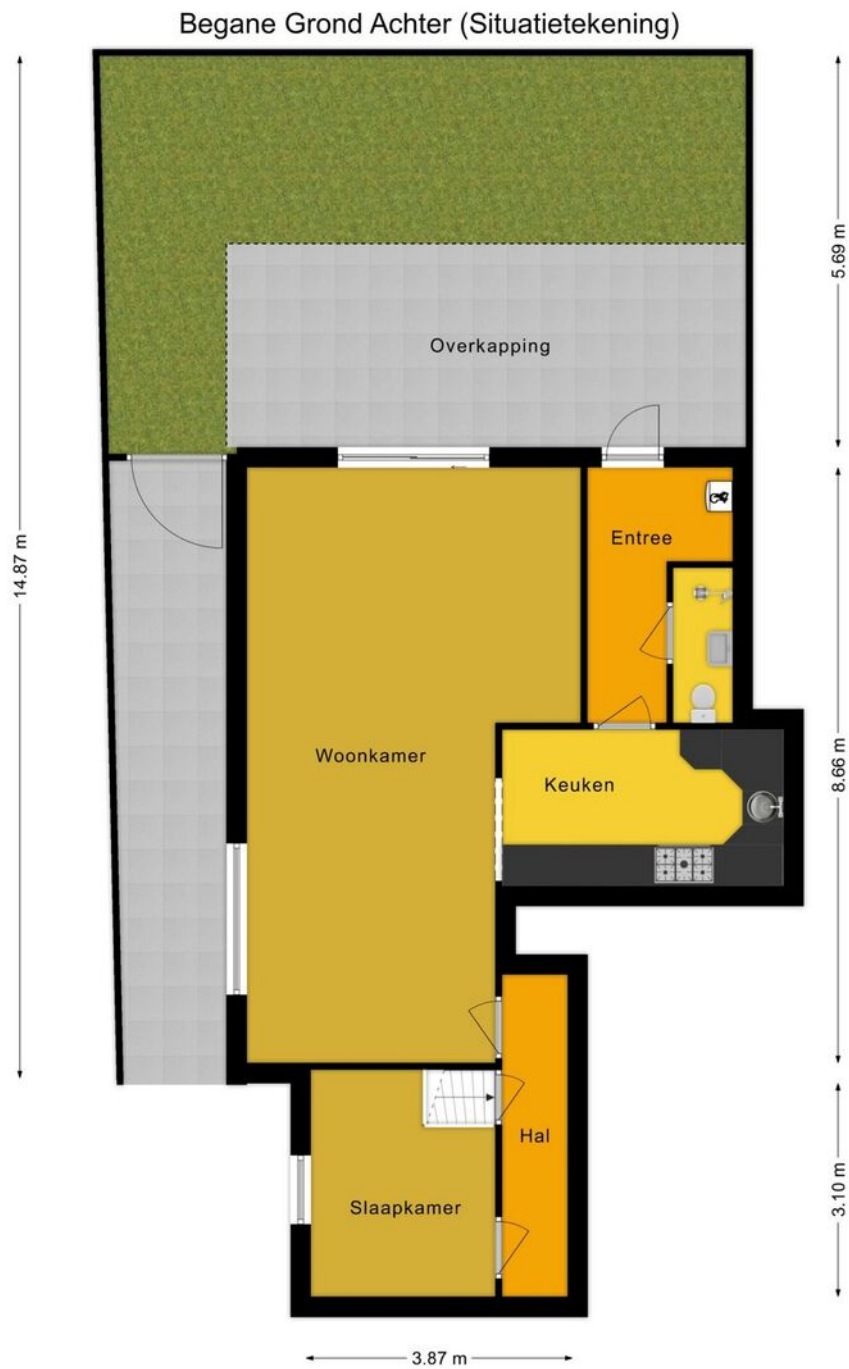 Begane Grond Achter (Situatietekening)
5.69 m
Overkapping
14.87 m
Entree
Woonkamer
Keuken
8.66 m
Hal
Slaapkamer
3.10 m
3.87 m